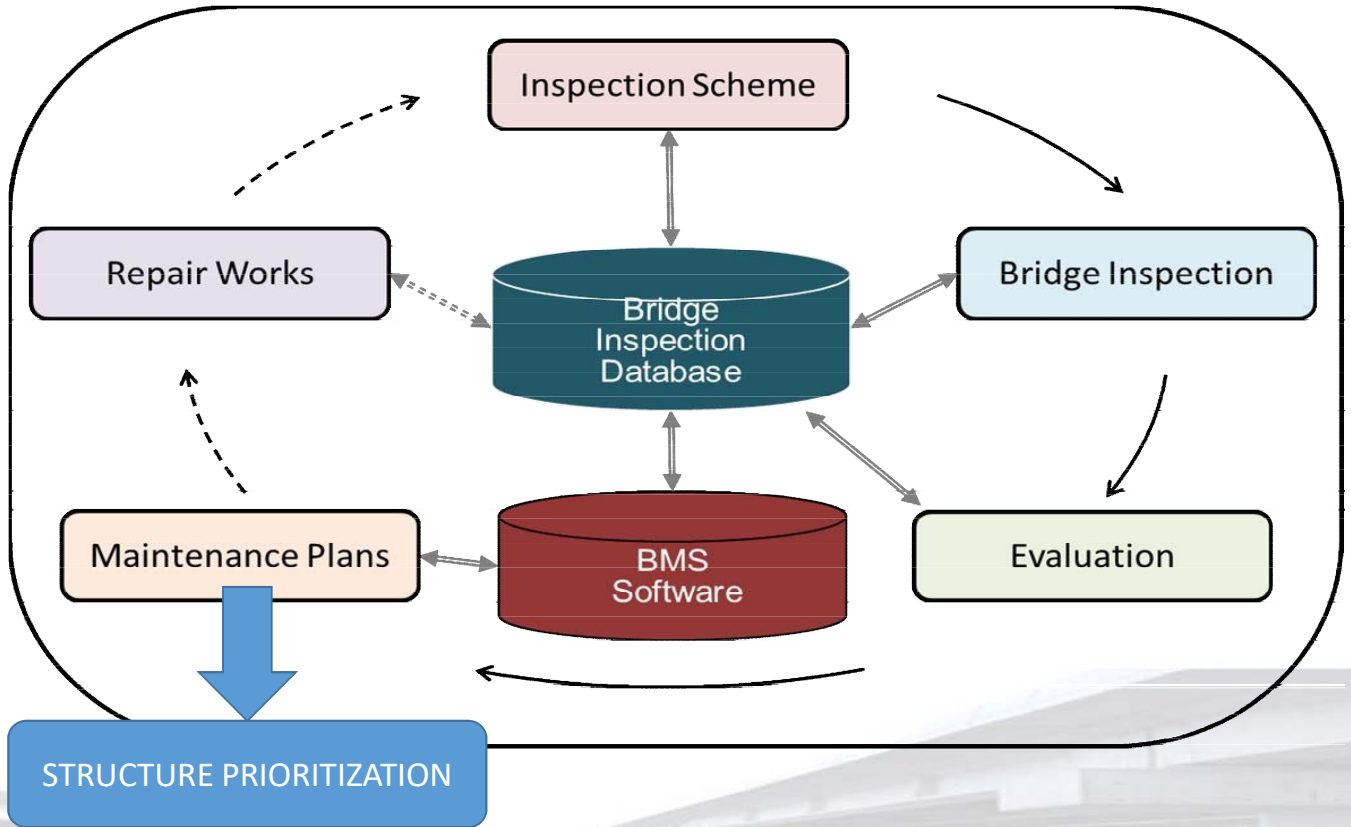 Inspection Scheme
Repair Works
Bridge Inspection
Bridge
Inspection
Database
Maintenance Plans
BMS
Software
Evaluation
STRUCTURE PRIORITIZATION